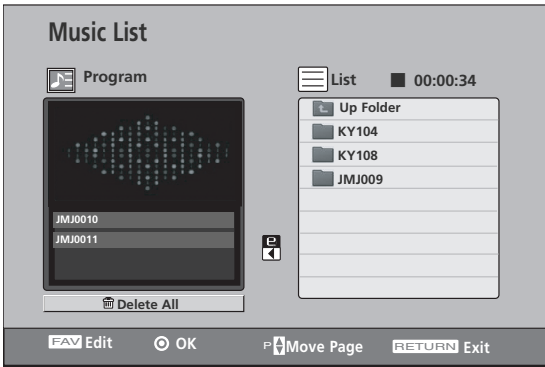 Music List
Program
List 00:00:34
Up Folder
KY104
KY108
JMJ009
JMJ0010
JMJ0011
e
Delete All
FAV Edit OK P Move Page RETURN Exit